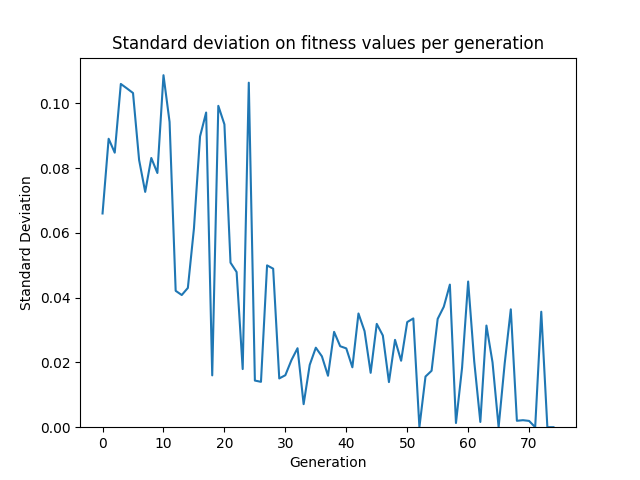 Standard deviation on fitness values per generation
0.10
0.08
0.06
0.04
0.02
0.00
Standard Deviation
0 10 20 30 40 50 60 70
Generation